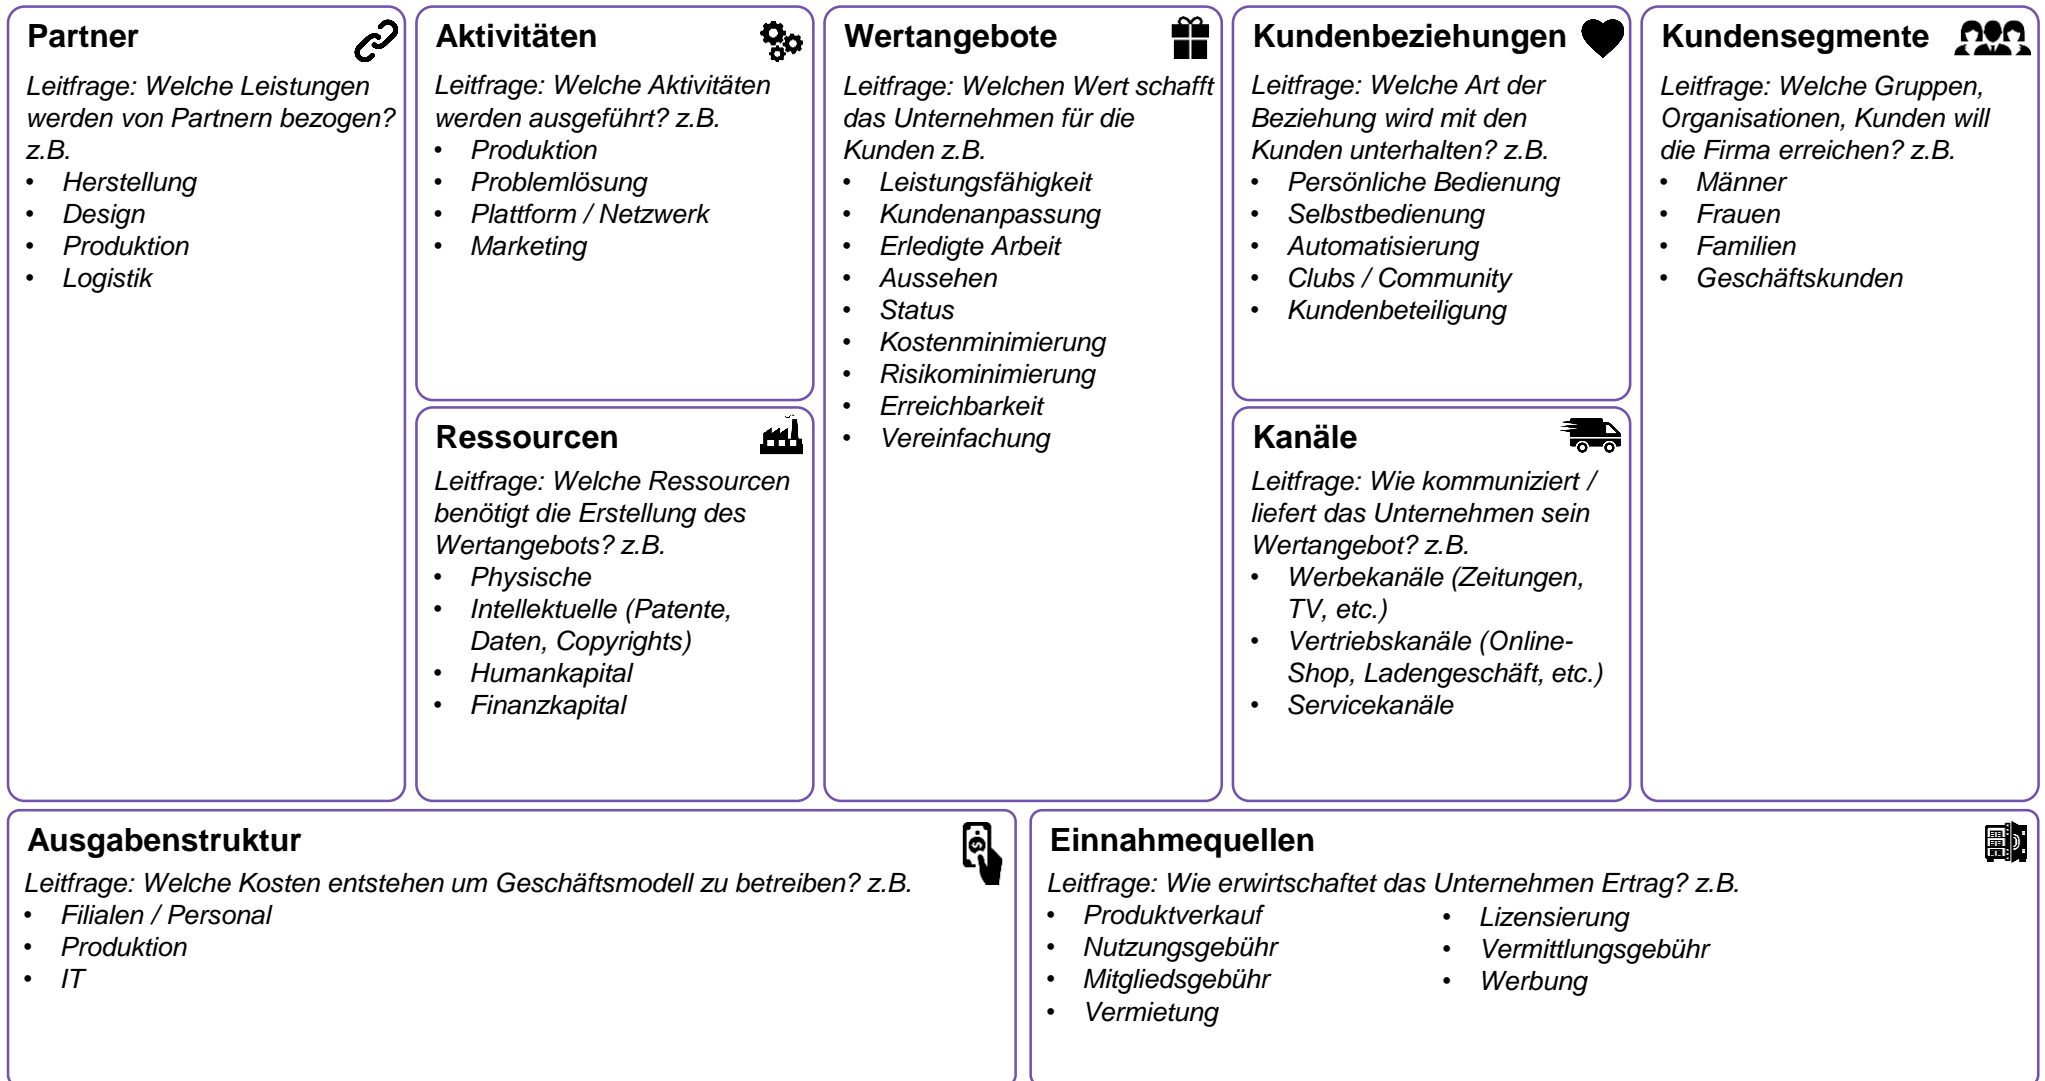 Partner
Leitfrage: Welche Leistungen
werden von Partnern bezogen?
z.B.
• Herstellung
• Design
• Produktion
• Logistik
Aktivitäten
Leitfrage: Welche Aktivitäten
werden ausgeführt? z.B.
• Produktion
• Problemlösung
• Plattform / Netzwerk
• Marketing
Ressourcen
Leitfrage: Welche Ressourcen
benötigt die Erstellung des
Wertangebots? z.B.
• Physische
• Intellektuelle (Patente,
Daten, Copyrights)
• Humankapital
• Finanzkapital
Wertangebote
Leitfrage: Welchen Wert schafft
das Unternehmen für die
Kunden z.B.
• Leistungsfähigkeit
• Kundenanpassung
• Erledigte Arbeit
• Aussehen
• Status
• Kostenminimierung
• Risikominimierung
• Erreichbarkeit
• Vereinfachung
Kundenbeziehungen
Leitfrage: Welche Art der
Beziehung wird mit den
Kunden unterhalten? z.B.
• Persönliche Bedienung
• Selbstbedienung
• Automatisierung
• Clubs / Community
• Kundenbeteiligung
Kanäle
Leitfrage: Wie kommuniziert /
liefert das Unternehmen sein
Wertangebot? z.B.
• Werbekanäle (Zeitungen,
TV, etc.)
• Vertriebskanäle (Online-
Shop, Ladengeschäft, etc.)
• Servicekanäle
Kundensegmente
Leitfrage: Welche Gruppen,
Organisationen, Kunden will
die Firma erreichen? z.B.
• Männer
• Frauen
• Familien
• Geschäftskunden
Ausgabenstruktur
Leitfrage: Welche Kosten entstehen um Geschäftsmodell zu betreiben? z.B.
• Filialen / Personal
• Produktion
• IT
Einnahmequellen
Leitfrage: Wie erwirtschaftet das Unternehmen Ertrag? z.B.
• Produktverkauf
• Nutzungsgebühr
• Mitgliedsgebühr
• Vermietung
• Lizensierung
• Vermittlungsgebühr
• Werbung